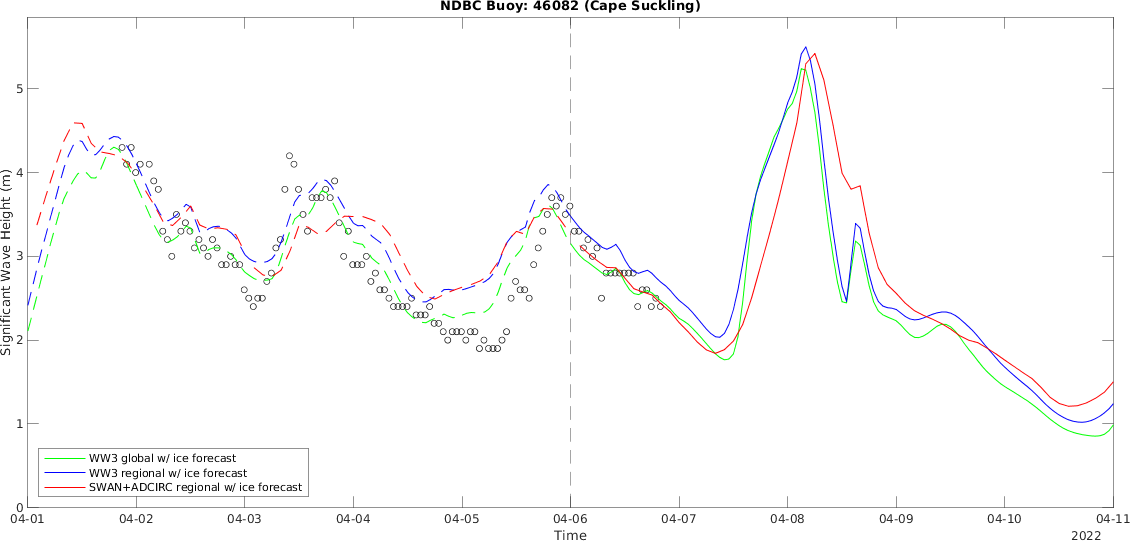 NDBC Buoy: 46082 (Cape Suckling)
5
4
3
2
1
0
Significant Wave Height (m)
WW3 global w/ ice forecast
WW3 regional w/ ice forecast
SWAN+ADCIRC regional w/ ice forecast
04-01 04-02 04-03 04-04 04-05 04-06 04-07 04-08 04-09 04-10 04-11
Time
2022